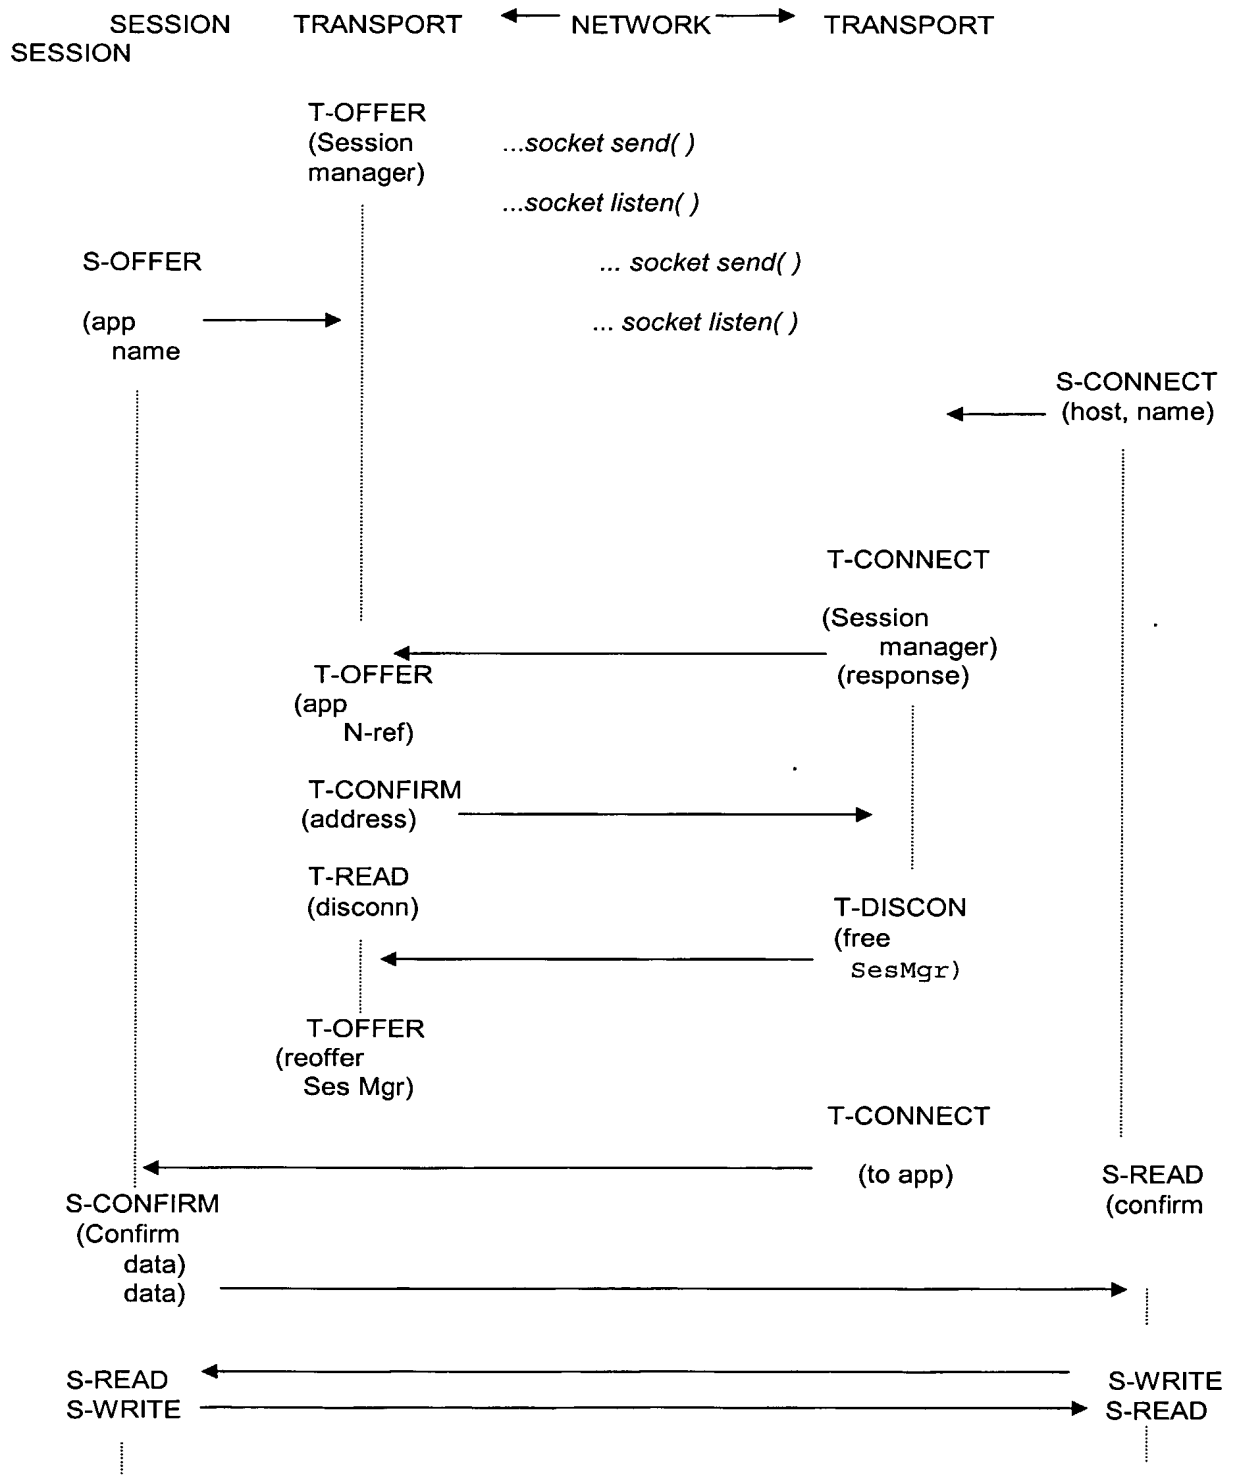 SESSION TRANSPORT NETWORK TRANSPORT
SESSION
T-OFFER
(Session
manager)
...socket send( )
...socket listen( )
S-OFFER
... socket send( )
(app
name
... socket listen( )
S-CONNECT
(host, name)
T-CONNECT
(Session
manager)
(response)
T-OFFER
(app
N-ref)
T-CONFIRM
(address)
T-READ
(disconn)
T-DISCON
(free
SesMgr)
T-OFFER
(reoffer
Ses Mgr)
T-CONNECT
(to app)
S-READ
(confirm
S-CONFIRM
(Confirm
data)
data)
S-READ
S-WRITE
S-WRITE
S-READ